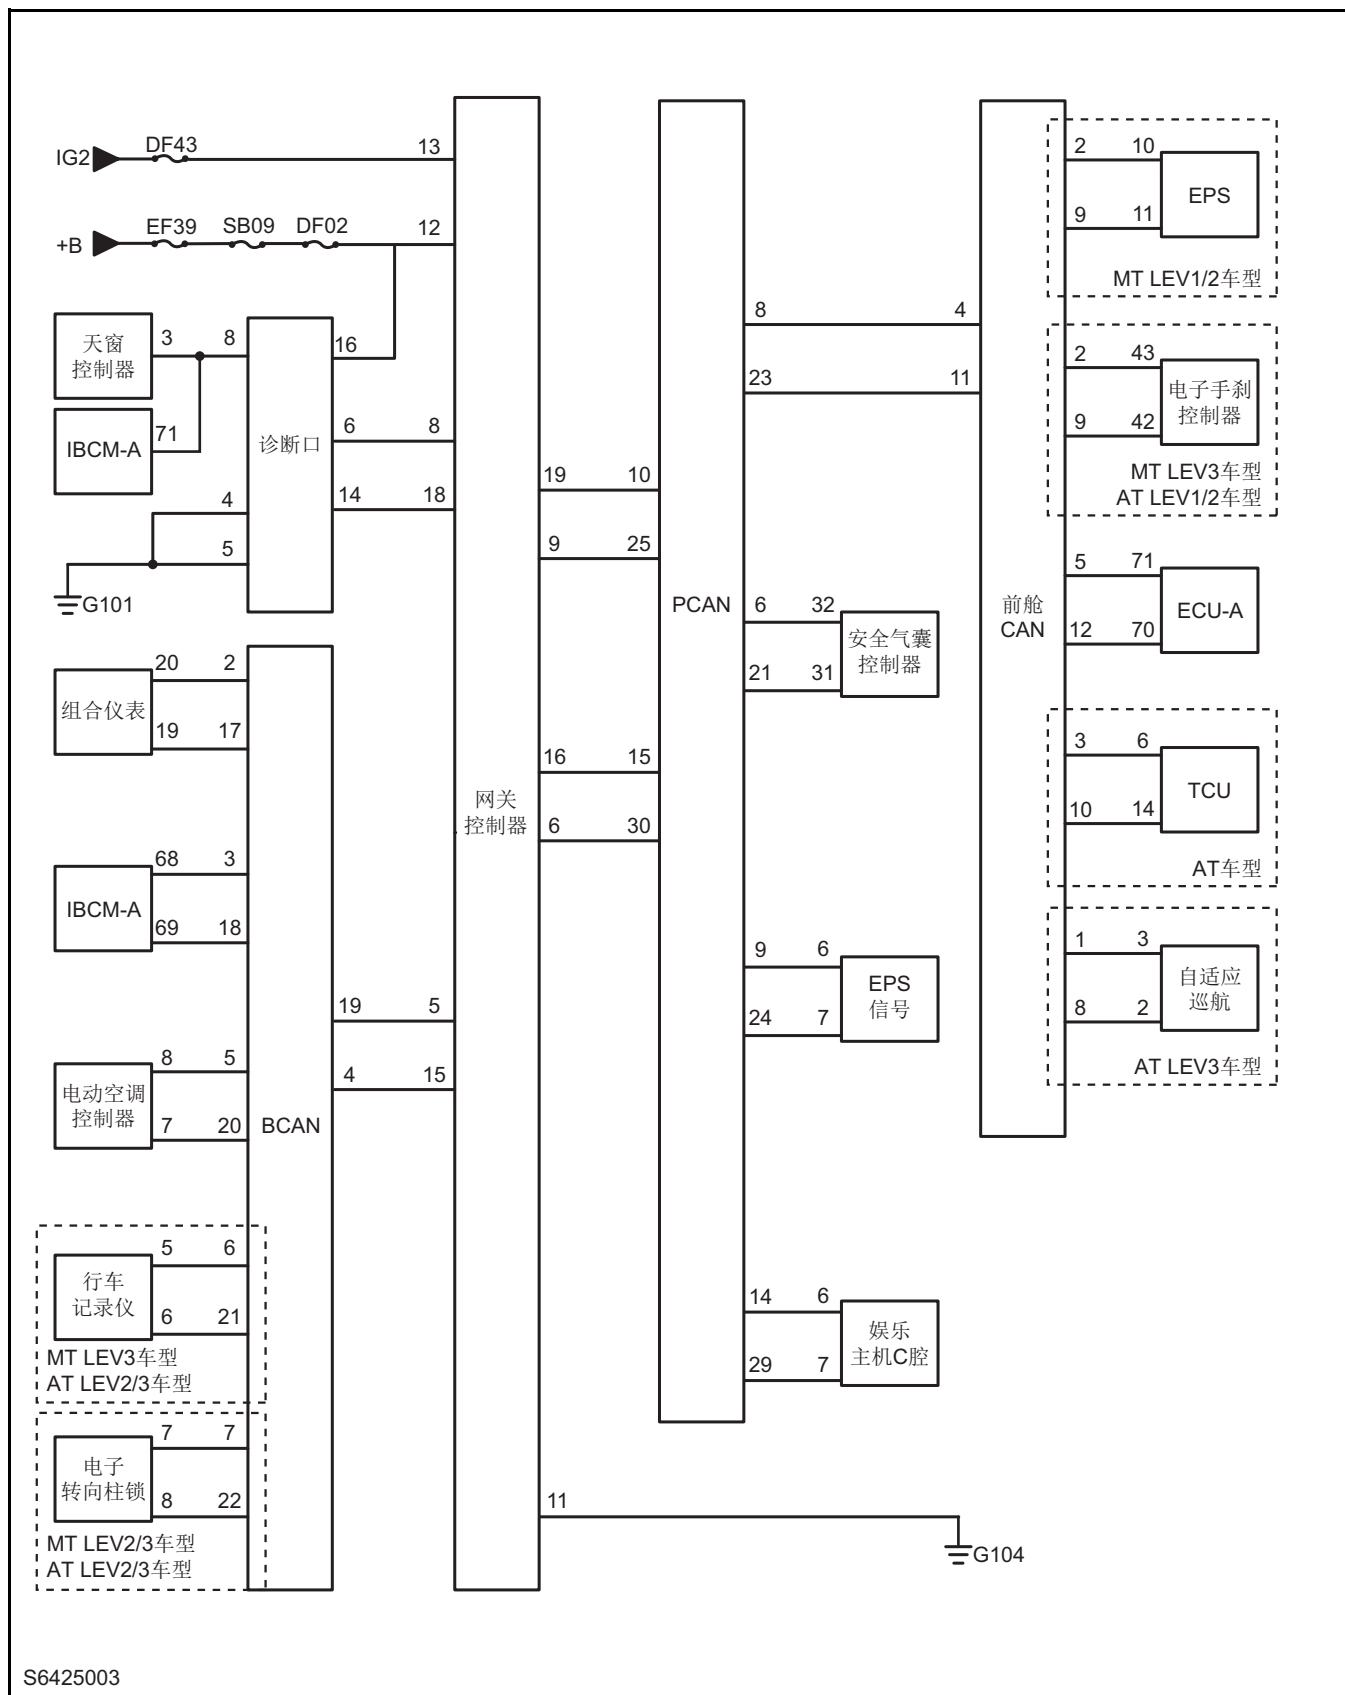 IG2
DF43
13
+B
EF39
SB09
DF02
12
天窗
控制器
3
8
16
IBCM-A
71
诊断口
6
8
14
18
4
5
G101
组合仪表
20
2
19
17
IBCM-A
68
3
69
18
电动空调
控制器
8
5
7
20
BCAN
19
5
4
15
行车
记录仪
5
6
6
21
MT LEV3车型
AT LEV2/3车型
电子
转向柱锁
7
7
8
22
MT LEV2/3车型
AT LEV2/3车型
网关
控制器
19
10
9
25
16
15
6
30
11
G104
PCAN
8
4
23
11
6
32
21
31
安全气囊
控制器
9
6
24
7
EPS
信号
14
6
29
7
娱乐
主机C腔
前舱
CAN
2
10
9
11
EPS
MT LEV1/2车型
2
43
9
42
电子手刹
控制器
MT LEV3车型
AT LEV1/2车型
5
71
12
70
ECU-A
3
6
10
14
TCU
AT车型
1
3
8
2
自适应
巡航
AT LEV3车型
S6425003